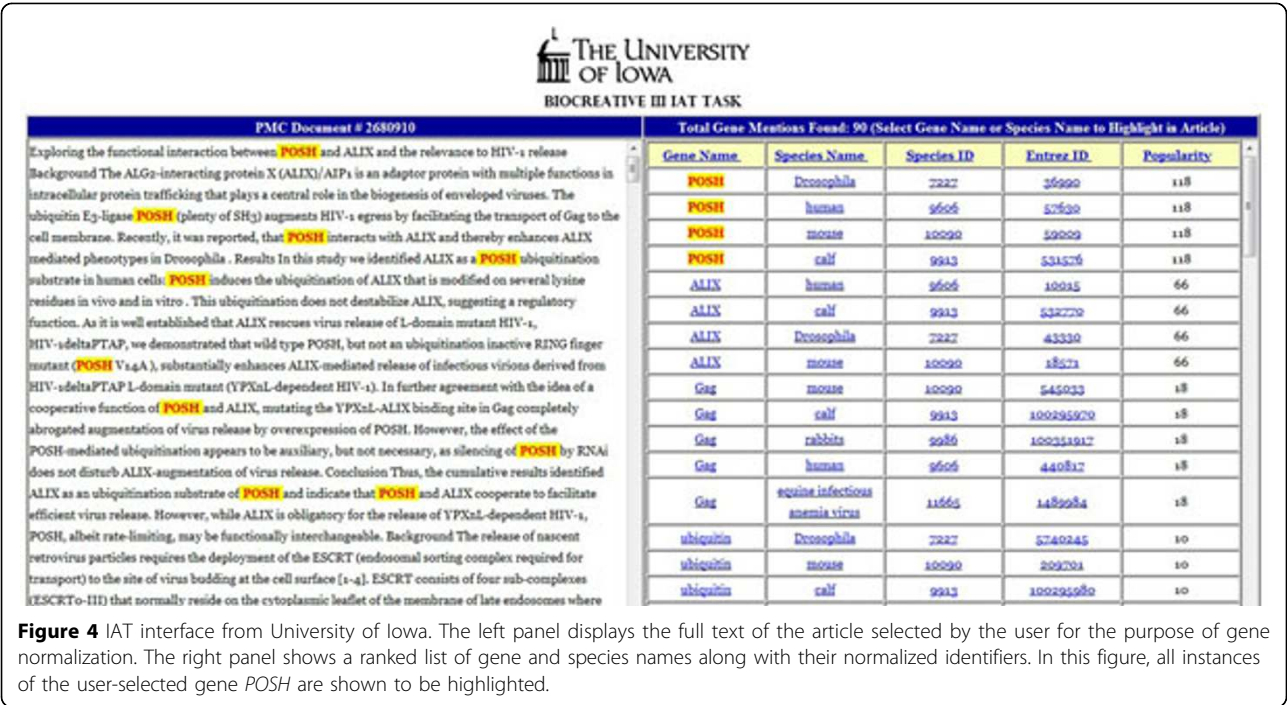 THE UNIVERSITY
OF IOWA
BIOCREATIVE III IAT TASK
PMC Document # 2680910
Exploring the functional interaction between POSH and ALIX and the relevance to HIV-1 release
Background The ALG2-interacting protein X (ALIX)/AIP1 is an adaptor protein with multiple functions in
intracellular protein trafficking that plays a central role in the biogenesis of enveloped viruses. The
ubiquitin E3-ligase POSH (plenty of SH3) augments HIV-1 egress by facilitating the transport of Gag to the
cell membrane. Recently, it was reported, that POSH interacts with ALIX and thereby enhances ALIX
mediated phenotypes in Drosophila . Results In this study we identified ALIX as a POSH ubiquitination
substrate in human cells: POSH induces the ubiquitination of ALIX that is modified on several lysine
residues in vivo and in vitro . This ubiquitination does not destabilize ALIX, suggesting a regulatory
function. As it is well established that ALIX rescues virus release of L-domain mutant HIV-1,
HIV-1deltaPTAP, we demonstrated that wild type POSH, but not an ubiquitination inactive RING finger
mutant (POSH V14A ), substantially enhances ALIX-mediated release of infectious virions derived from
HIV-1deltaPTAP L-domain mutant (YPXnL-dependent HIV-1). In further agreement with the idea of a
cooperative function of POSH and ALIX, mutating the YPXnL-ALIX binding site in Gag completely
abrogated augmentation of virus release by overexpression of POSH. However, the effect of the
POSH-mediated ubiquitination appears to be auxiliary, but not necessary, as silencing of POSH by RNAi
does not disturb ALIX-augmentation of virus release. Conclusion Thus, the cumulative results identified
ALIX as an ubiquitination substrate of POSH and indicate that POSH and ALIX cooperate to facilitate
efficient virus release. However, while ALIX is obligatory for the release of YPXnL-dependent HIV-1,
POSH, albeit rate-limiting, may be functionally interchangeable. Background The release of nascent
retrovirus particles requires the deployment of the ESCRT (endosomal sorting complex required for
transport) to the site of virus budding at the cell surface [1-4]. ESCRT consists of four sub-complexes
(ESCRT0-III) that normally reside on the cytoplasmic leaflet of the membrane of late endosomes where
Total Gene Mentions Found: 90 (Select Gene Name or Species Name to Highlight in Article)
Gene Name Species Name Species ID Entrez ID Popularity
POSH Drosophila 7227 36990 118
POSH human 9606 57630 118
POSH mouse 10090 59009 118
POSH calf 9913 531576 118
ALIX human 9606 10015 66
ALIX calf 9913 532770 66
ALIX Drosophila 7227 43330 66
ALIX mouse 10090 18571 66
Gag mouse 10090 545033 18
Gag calf 9913 100295970 18
Gag rabbits 9986 100351917 18
Gag human 9606 440817 18
Gag equine infectious anemia virus 11665 1489984 18
ubiquitin Drosophila 7227 5740245 10
ubiquitin mouse 10090 209701 10
ubiquitin calf 9913 100295980 10
Figure 4 IAT interface from University of Iowa. The left panel displays the full text of the article selected by the user for the purpose of gene
normalization. The right panel shows a ranked list of gene and species names along with their normalized identifiers. In this figure, all instances
of the user-selected gene POSH are shown to be highlighted.